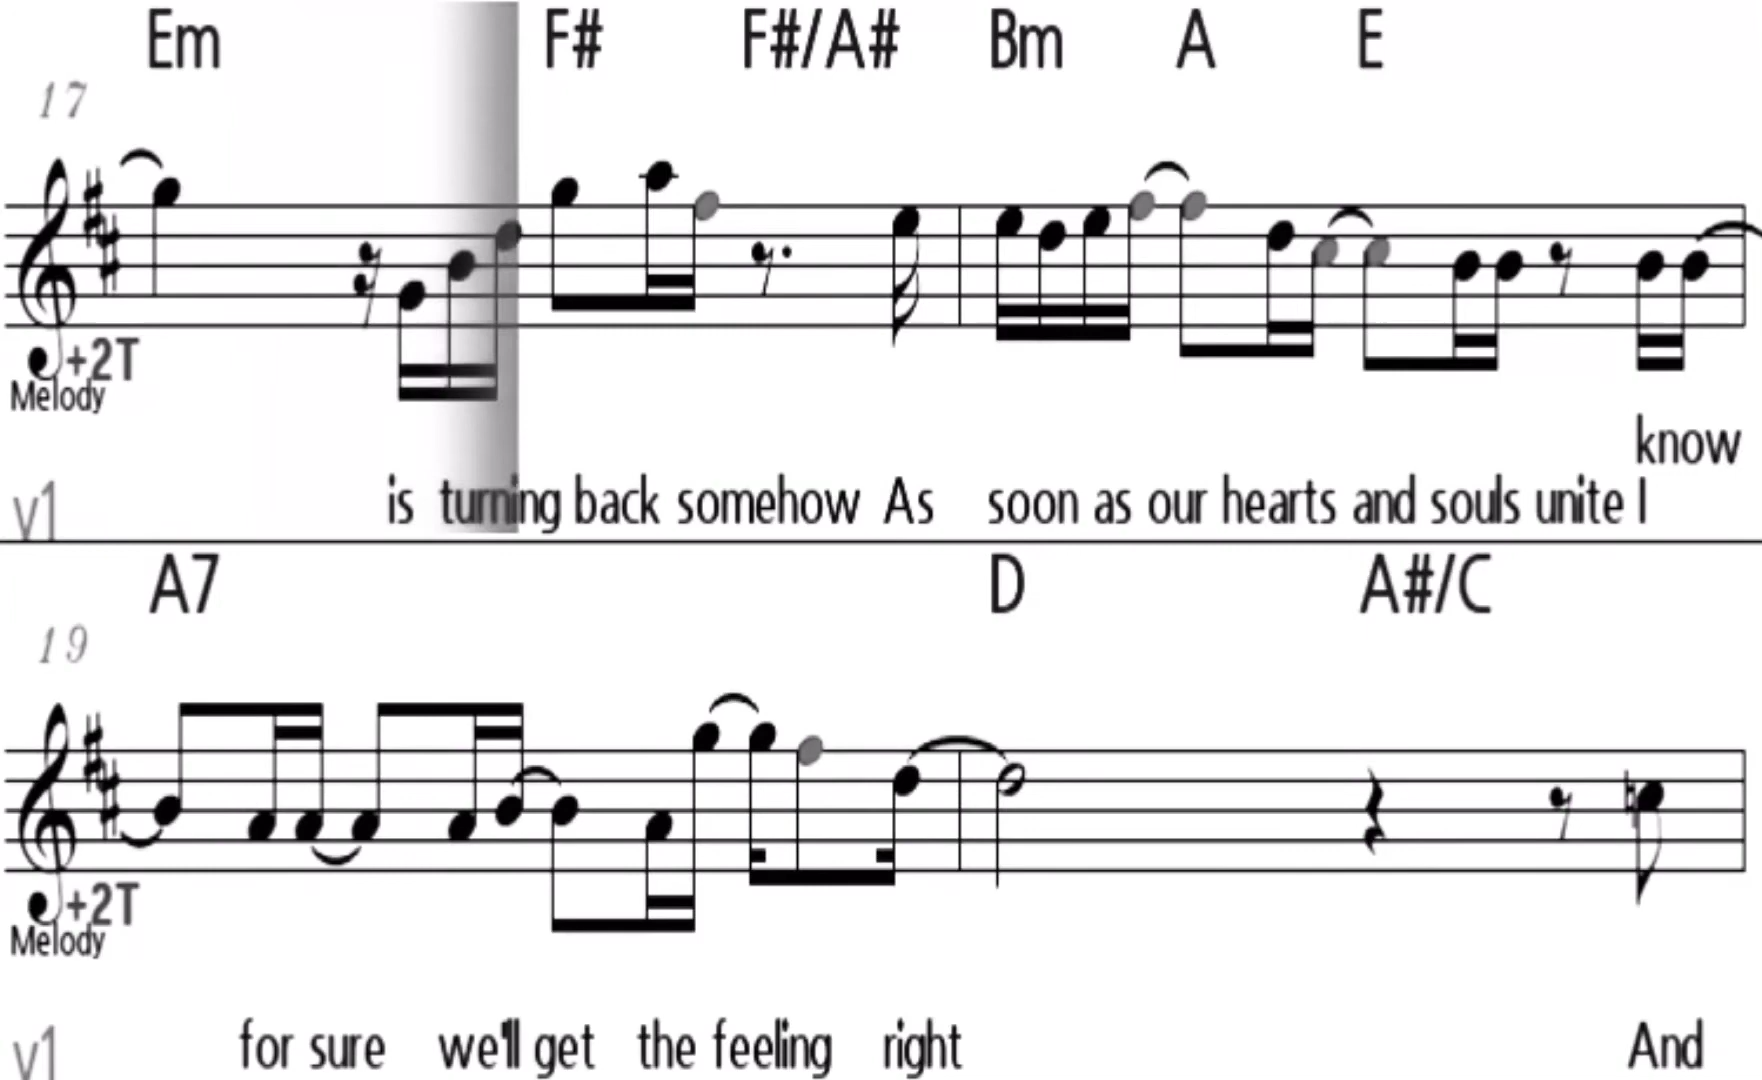 Em F# F#/A# Bm A E
17
+2T
Melody
know
v1 is turning back somehow As soon as our hearts and souls unite I
A7 D A#/C
19
+2T
Melody
v1 for sure we'll get the feeling right And